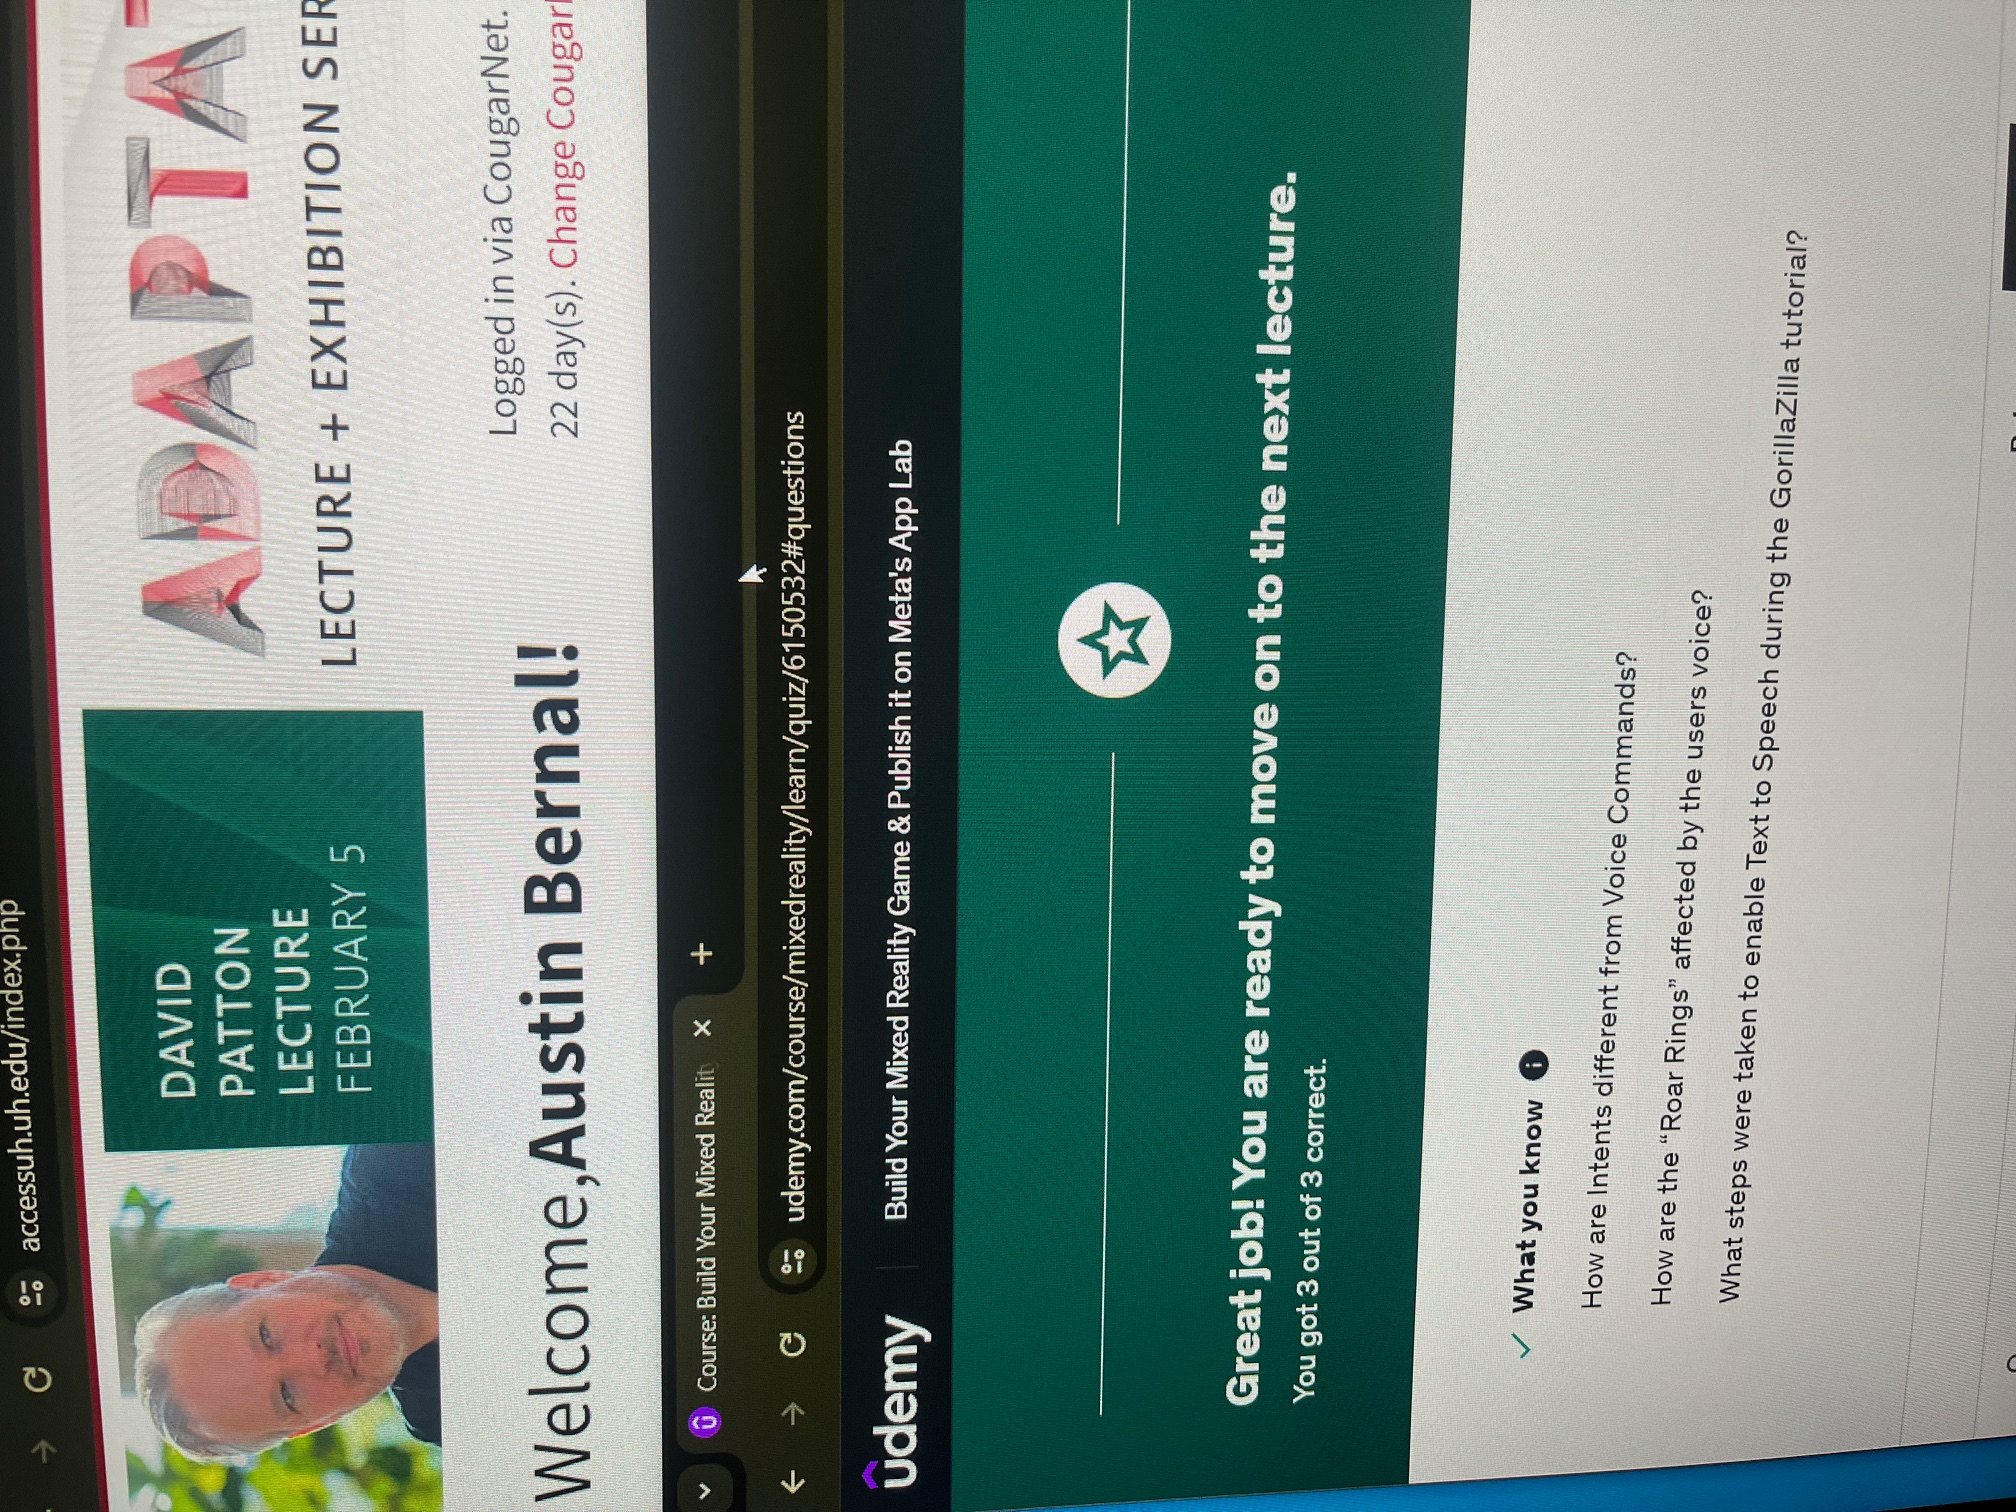 accessuh.uh.edu/index.php
DAVID
PATTON
LECTURE
FEBRUARY 5
ADAPTAT
LECTURE + EXHIBITION SER
Welcome,Austin Bernal!
Logged in via CougarNet.
22 day(s). Change Cougar
Course: Build Your Mixed Reality
udemy.com/course/mixedreality/learn/quiz/6150532#questions
udemy
Build Your Mixed Reality Game & Publish it on Meta's App Lab
Great job! You are ready to move on to the next lecture.
You got 3 out of 3 correct.
What you know
How are Intents different from Voice Commands?
How are the “Roar Rings” affected by the users voice?
What steps were taken to enable Text to Speech during the GorillaZilla tutorial?